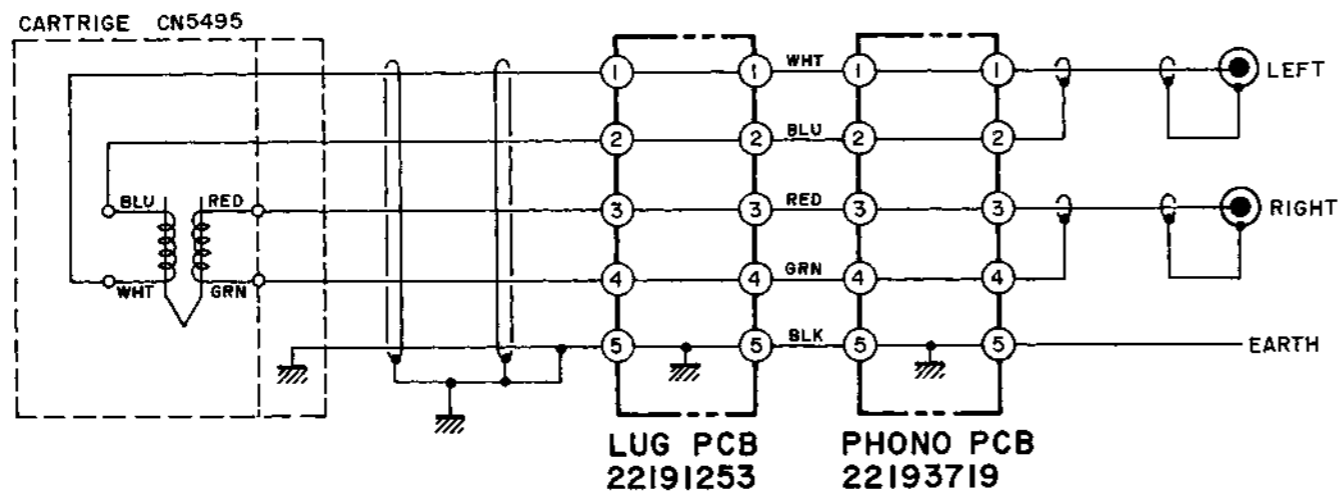 CARTRIGE CN5495
1 1 WHT 1 1 LEFT
2 2 BLU 2 2
BLU RED 3 3 RED 3 3 RIGHT
WHT GRN 4 4 GRN 4 4
5 5 BLK 5 5 EARTH
LUG PCB
22191253
PHONO PCB
22193719